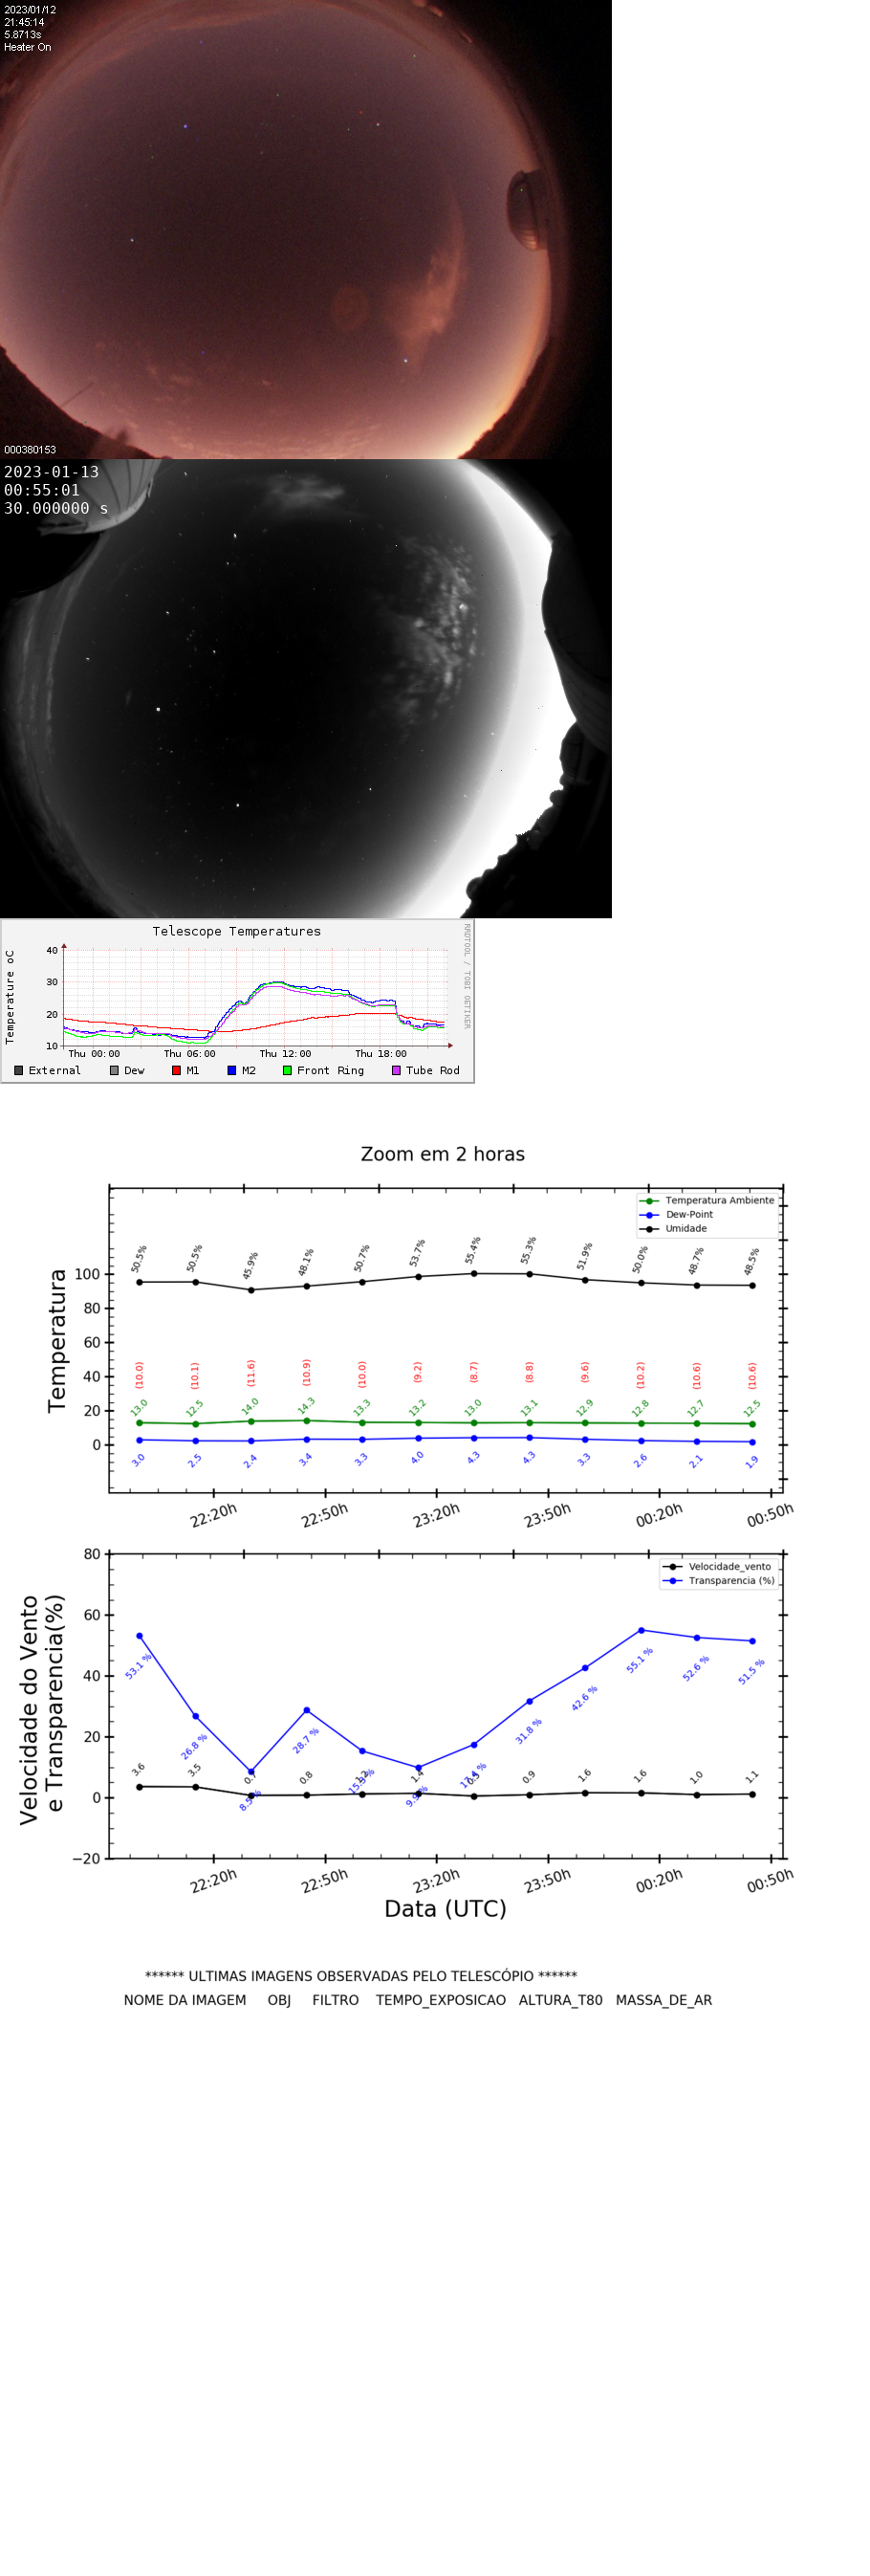 2023/01/12
21:45:14
5.8713s
Heater On
000380153
2023-01-13
00:55:01
30.000000 s
Telescope Temperatures
RRDTOOL / TOBI OETIKER
Temperature oC
40
30
20
10
Thu 00:00 Thu 06:00 Thu 12:00 Thu 18:00
External Dew M1 M2 Front Ring Tube Rod
Zoom em 2 horas
Temperatura Ambiente
Dew-Point
Umidade
Temperatura
100
80
60
40
20
0
50.5% 50.5% 45.9% 48.1% 50.7% 53.7% 55.4% 55.3% 51.9% 50.0% 48.7% 48.5%
(10.0) (10.1) (11.6) (10.9) (10.0) (9.2) (8.7) (8.8) (9.6) (10.2) (10.6) (10.6)
13.0 12.5 14.0 14.3 13.3 13.2 13.0 13.1 12.9 12.8 12.7 12.5
3.0 2.5 2.4 3.4 3.3 4.0 4.3 4.3 3.3 2.6 2.1 1.9
22:20h 22:50h 23:20h 23:50h 00:20h 00:50h
Velocidade_vento
Transparencia (%)
Velocidade do Vento
e Transparencia(%)
80
60
40
20
0
−20
53.1 % 26.8 % 28.7 % 31.8 % 42.6 % 55.1 % 52.6 % 51.5 %
3.6 3.5 0.8 1.4 0.9 1.6 1.6 1.0 1.1
22:20h 22:50h 23:20h 23:50h 00:20h 00:50h
Data (UTC)
****** ULTIMAS IMAGENS OBSERVADAS PELO TELESCÓPIO ******
NOME DA IMAGEM OBJ FILTRO TEMPO_EXPOSICAO ALTURA_T80 MASSA_DE_AR